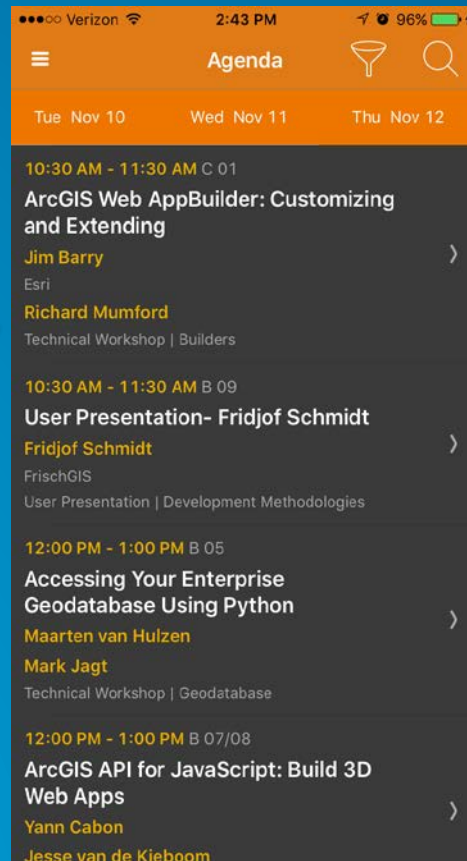 Verizon 2:43 PM 96%
Agenda
Tue Nov 10 Wed Nov 11 Thu Nov 12
10:30 AM - 11:30 AM C 01
ArcGIS Web AppBuilder: Customizing
and Extending
Jim Barry
Esri
Richard Mumford
Technical Workshop | Builders
10:30 AM - 11:30 AM B 09
User Presentation- Fridjof Schmidt
Fridjof Schmidt
FrischGIS
User Presentation | Development Methodologies
12:00 PM - 1:00 PM B 05
Accessing Your Enterprise
Geodatabase Using Python
Maarten van Hulzen
Mark Jagt
Technical Workshop | Geodatabase
12:00 PM - 1:00 PM B 07/08
ArcGIS API for JavaScript: Build 3D
Web Apps
Yann Cabon
Jesse van de Kieboom